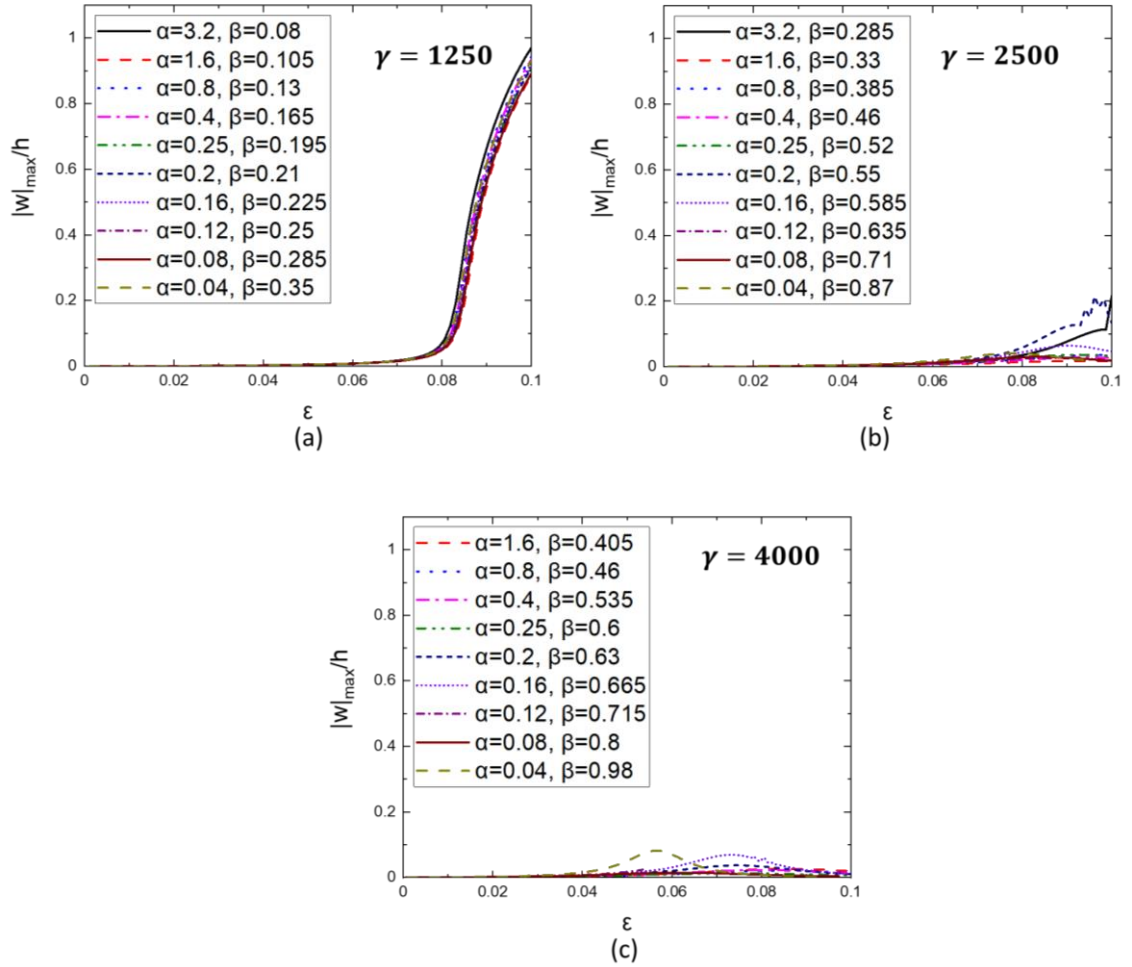 α=3.2, β=0.08
α=1.6, β=0.105
α=0.8, β=0.13
α=0.4, β=0.165
α=0.25, β=0.195
α=0.2, β=0.21
α=0.16, β=0.225
α=0.12, β=0.25
α=0.08, β=0.285
α=0.04, β=0.35
γ = 1250
|w|max/h
1
0.8
0.6
0.4
0.2
0
0 0.02 0.04 0.06 0.08 0.1
ε
(a)
α=3.2, β=0.285
α=1.6, β=0.33
α=0.8, β=0.385
α=0.4, β=0.46
α=0.25, β=0.52
α=0.2, β=0.55
α=0.16, β=0.585
α=0.12, β=0.635
α=0.08, β=0.71
α=0.04, β=0.87
γ = 2500
|w|max/h
1
0.8
0.6
0.4
0.2
0
0 0.02 0.04 0.06 0.08 0.1
ε
(b)
α=1.6, β=0.405
α=0.8, β=0.46
α=0.4, β=0.535
α=0.25, β=0.6
α=0.2, β=0.63
α=0.16, β=0.665
α=0.12, β=0.715
α=0.08, β=0.8
α=0.04, β=0.98
γ = 4000
|w|max/h
1
0.8
0.6
0.4
0.2
0
0 0.02 0.04 0.06 0.08 0.1
ε
(c)